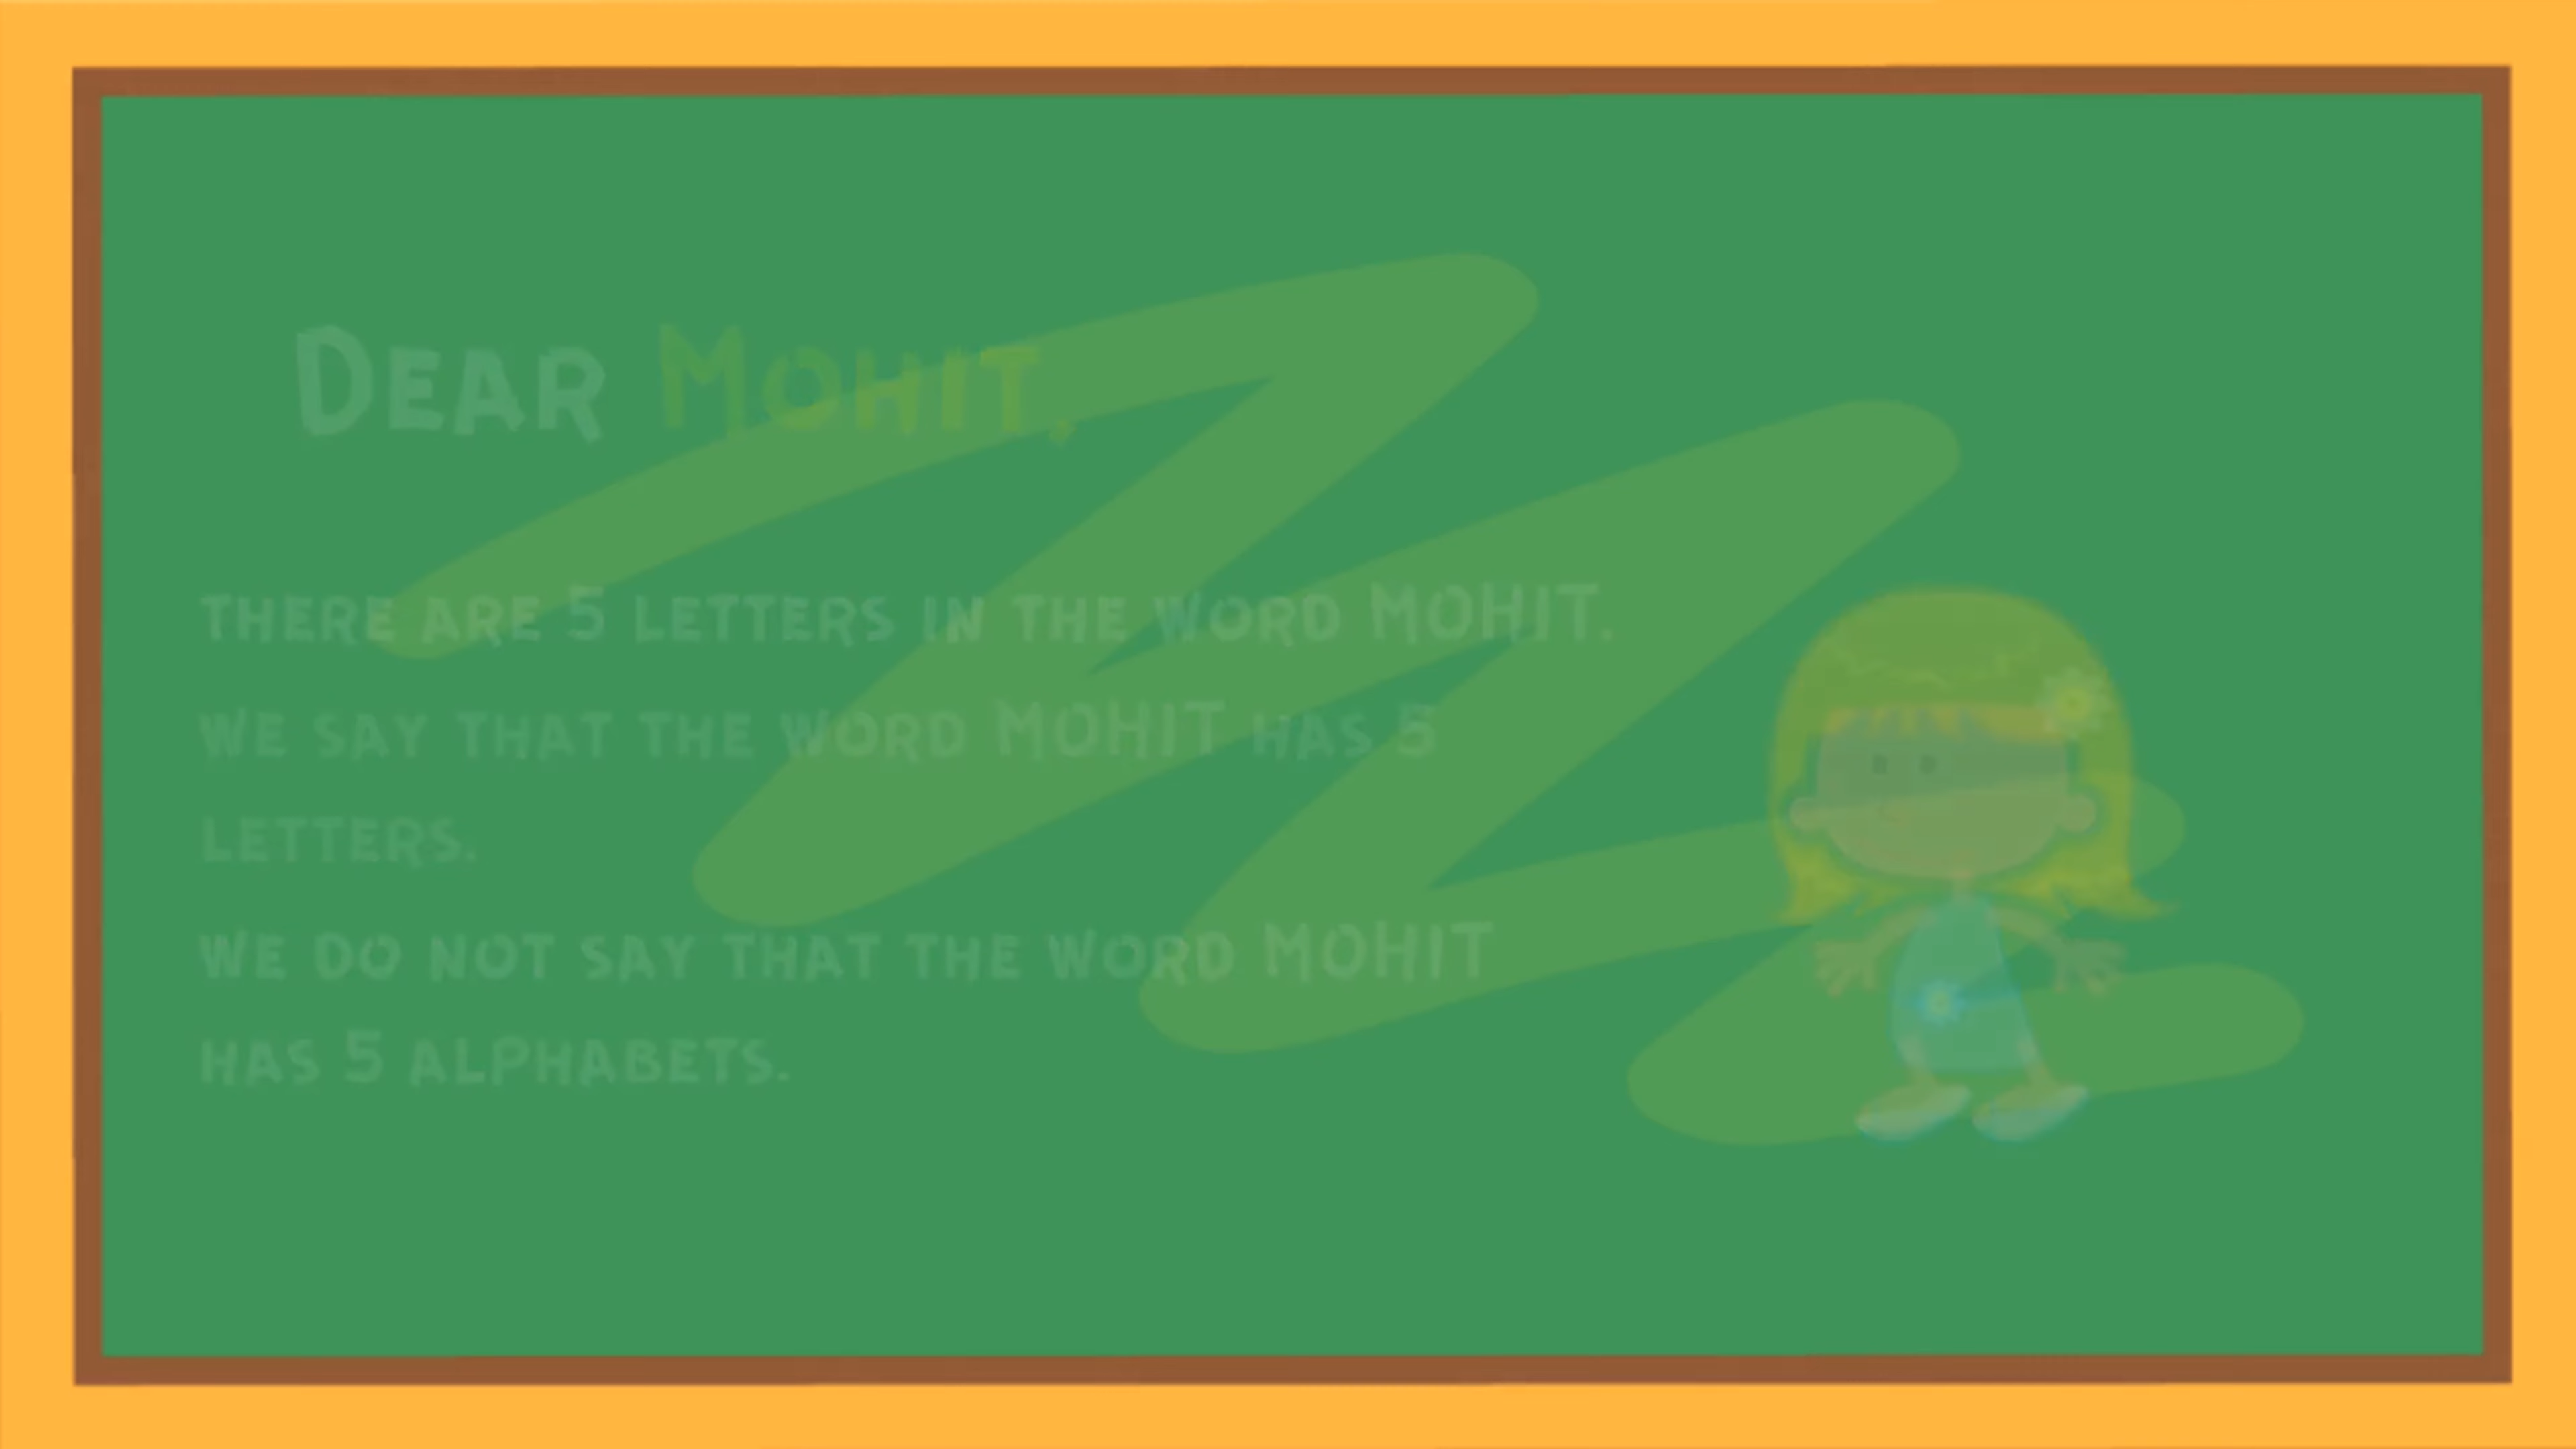 Dear Mohit,
There are 5 letters in the word MOHIT.
We say that the word MOHIT has 5
letters.
We do not say that the word MOHIT
has 5 alphabets.